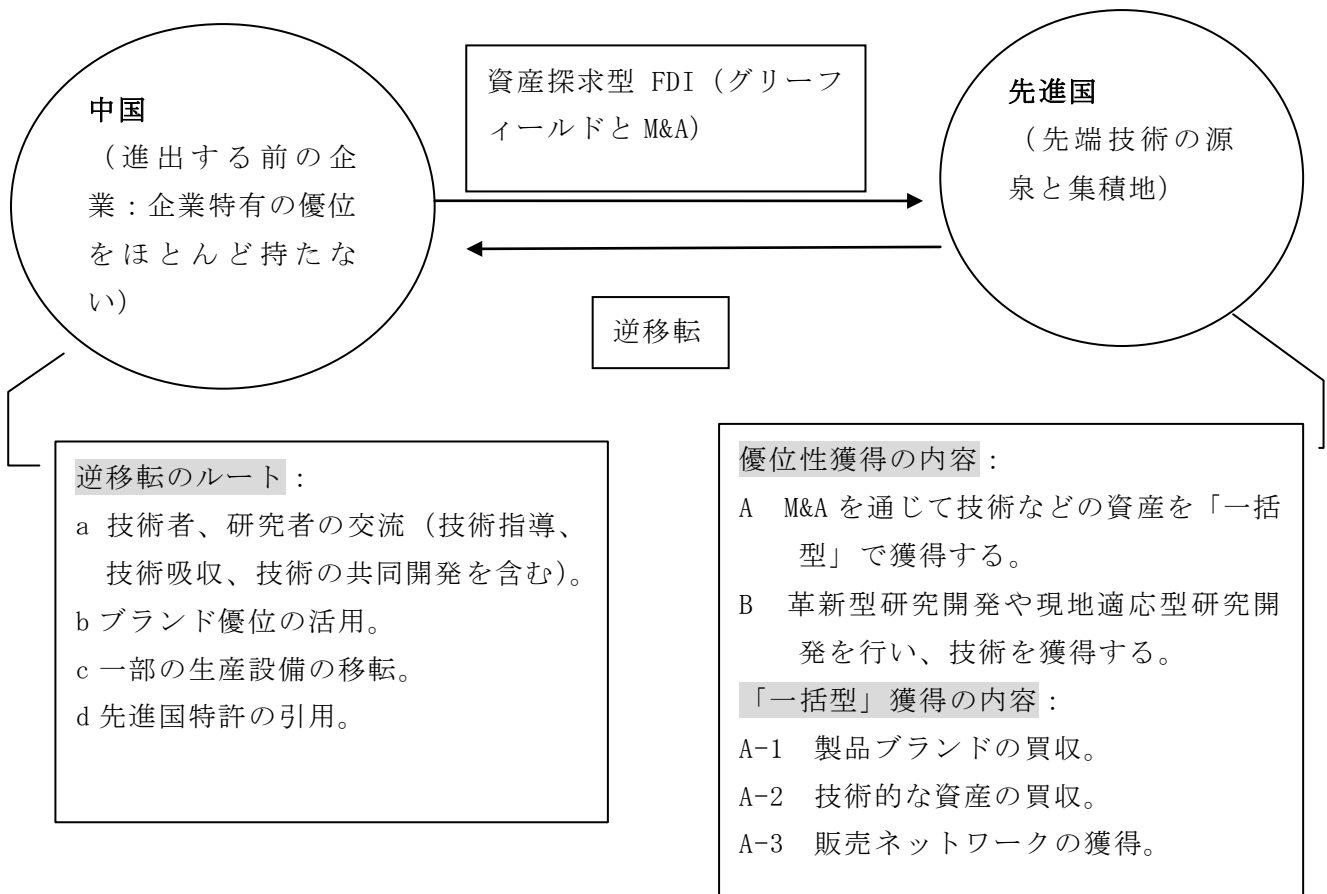 中国
（進出する前の企
業：企業特有の優位
をほとんど持たな
い）
資産探求型 FDI（グリーフ
ィールドと M&A）
先進国
（先端技術の源
泉と集積地）
逆移転
逆移転のルート：
a 技術者、研究者の交流（技術指導、
技術吸収、技術の共同開発を含む）。
b ブランド優位の活用。
c 一部の生産設備の移転。
d 先進国特許の引用。
優位性獲得の内容：
A M&A を通じて技術などの資産を「一括
型」で獲得する。
B 革新型研究開発や現地適応型研究開
発を行い、技術を獲得する。
「一括型」獲得の内容：
A-1 製品ブランドの買収。
A-2 技術的な資産の買収。
A-3 販売ネットワークの獲得。